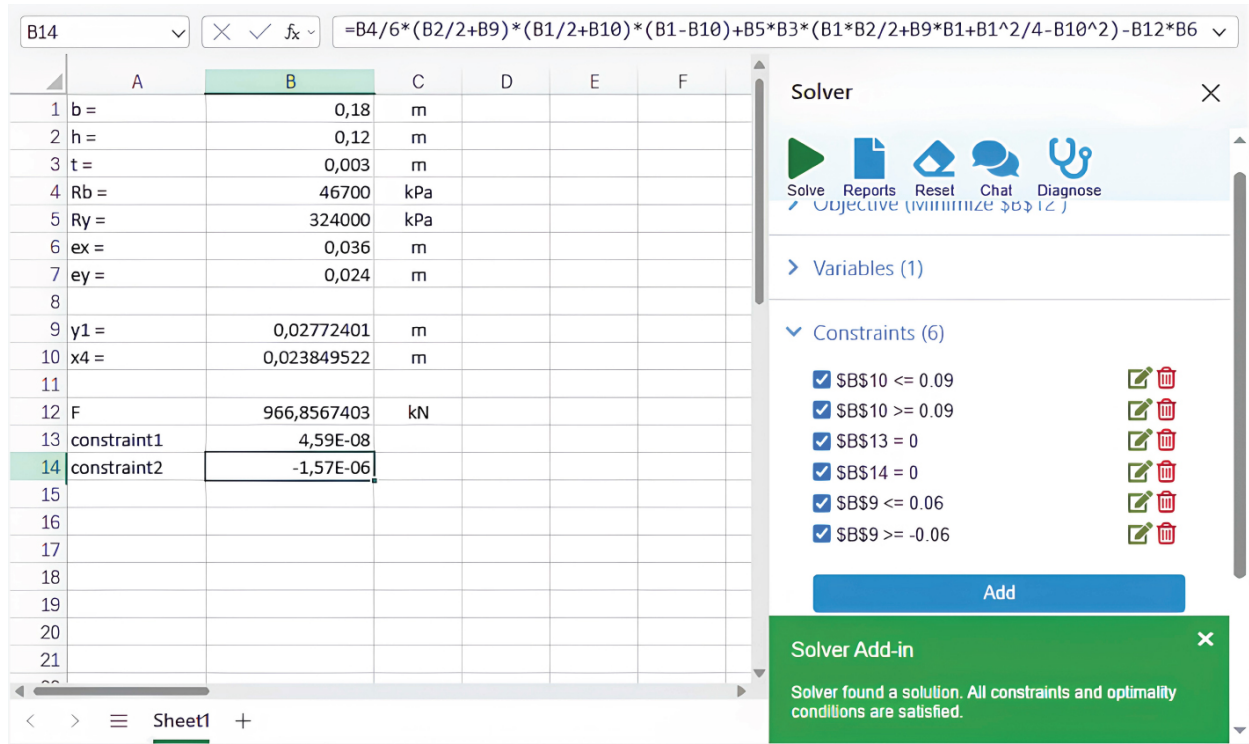 B14
fx
=B4/6*(B2/2+B9)*(B1/2+B10)*(B1-B10)+B5*B3*(B1*B2/2+B9*B1+B1^2/4-B10^2)-B12*B6
A B C D E F
1 b = 0,18 m
2 h = 0,12 m
3 t = 0,003 m
4 Rb = 46700 kPa
5 Ry = 324000 kPa
6 ex = 0,036 m
7 ey = 0,024 m
8
9 y1 = 0,02772401 m
10 x4 = 0,023849522 m
11
12 F 966,8567403 kN
13 constraint1 4,59E-08
14 constraint2 -1,57E-06
15
16
17
18
19
20
21
Sheet1
Solver
Solve Reports Reset Chat Diagnose
Objective (Minimize $B$12 )
Variables (1)
Constraints (6)
$B$10 <= 0.09
$B$10 >= 0.09
$B$13 = 0
$B$14 = 0
$B$9 <= 0.06
$B$9 >= -0.06
Add
Solver Add-in
Solver found a solution. All constraints and optimality
conditions are satisfied.